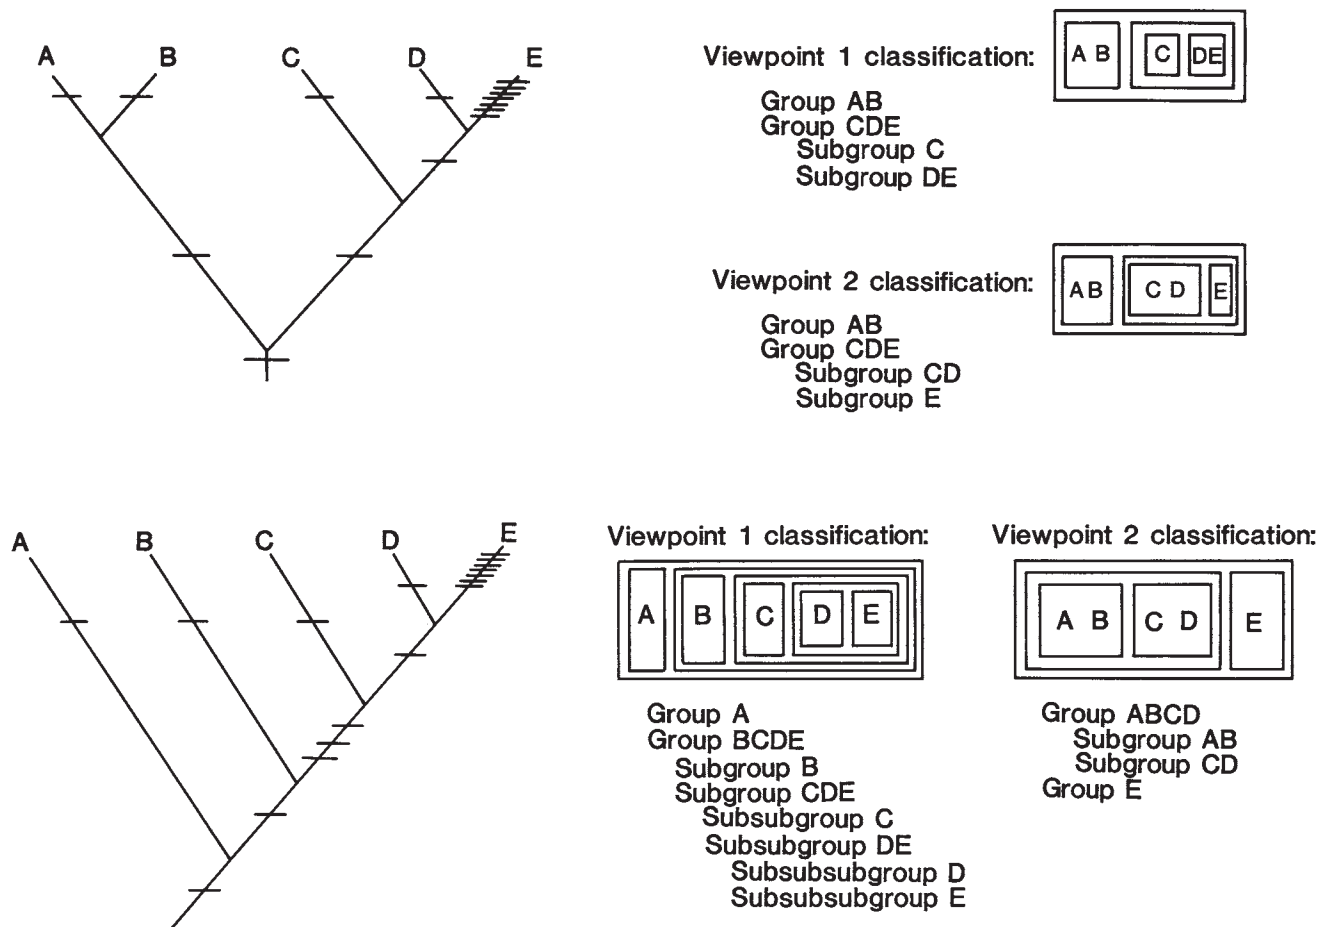 A B C D E
Viewpoint 1 classification:
A B C DE
Group AB
Group CDE
Subgroup C
Subgroup DE
Viewpoint 2 classification:
A B C D E
Group AB
Group CDE
Subgroup CD
Subgroup E
A B C D E
Viewpoint 1 classification:
A B C D E
Group A
Group BCDE
Subgroup B
Subgroup CDE
Subsubgroup C
Subsubgroup DE
Subsubsubgroup D
Subsubsubgroup E
Viewpoint 2 classification:
A B C D E
Group ABCD
Subgroup AB
Subgroup CD
Group E